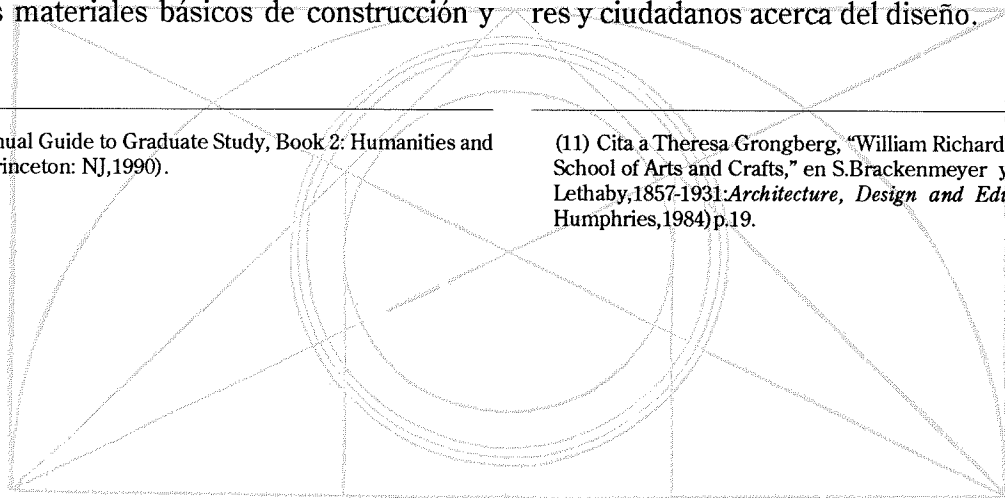 materiales básicos de construcción y
nual Guide to Graduate Study, Book 2: Humanities and
rinceton: NJ,1990).
res y ciudadanos acerca del diseño.
(11) Cita a Theresa Grongberg, “William Richard
School of Arts and Crafts,” en S.Brackenmeyer y
Lethaby,1857-1931:Architecture, Design and Edu
Humphries,1984)p.19.